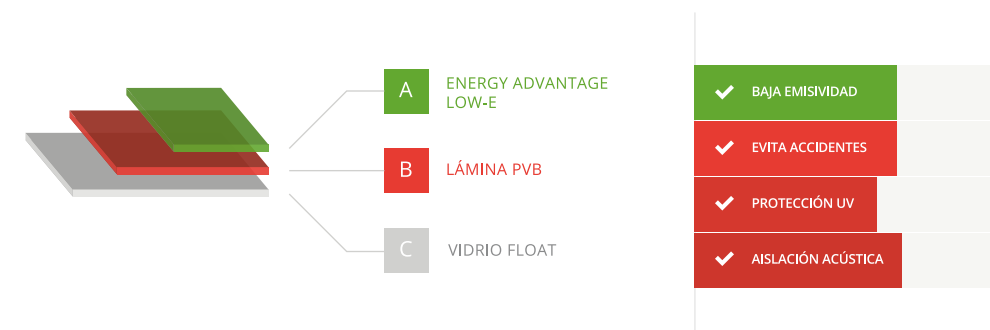 A
ENERGY ADVANTAGE
LOW-E
B
LÁMINA PVB
C
VIDRIO FLOAT
BAJA EMISIVIDAD
EVITA ACCIDENTES
PROTECCIÓN UV
AISLACIÓN ACÚSTICA